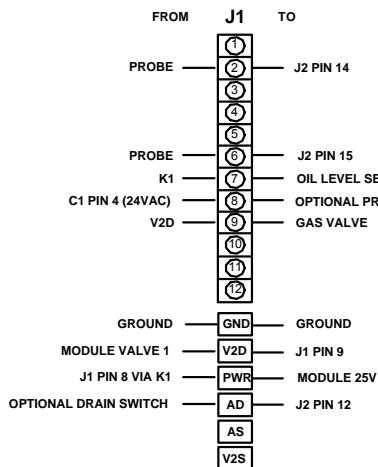 FROM J1 TO
1
PROBE 2 J2 PIN 14
3
4
5
PROBE 6 J2 PIN 15
K1 7 OIL LEVEL
C1 PIN 4 (24VAC) 8 OPTIONAL
V2D 9 GAS VALVE
10
11
12
GROUND GND GROUND
MODULE VALVE 1 V2D J1 PIN 9
J1 PIN 8 VIA K1 PWR MODULE 25V
OPTIONAL DRAIN SWITCH AD J2 PIN 12
AS
V2S